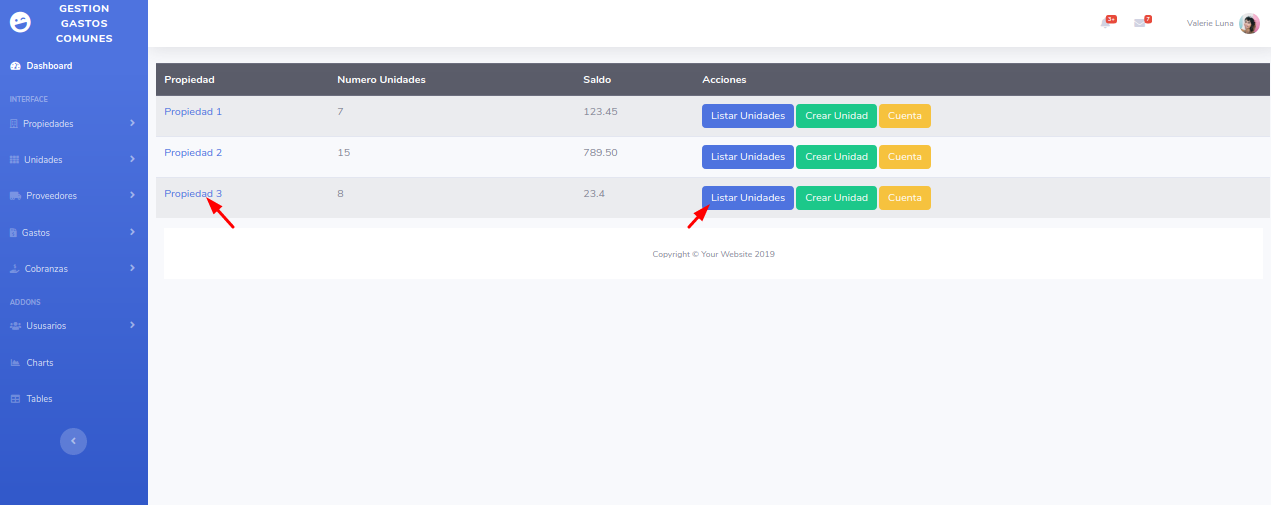 GESTION
GASTOS
COMUNES
3+
7
Valerie Luna
Dashboard
INTERFACE
Propiedades
Unidades
Proveedores
Gastos
Cobranzas
ADDONS
Ususarios
Charts
Tables
Propiedad Numero Unidades Saldo Acciones
Propiedad 1 7 123.45 Listar Unidades Crear Unidad Cuenta
Propiedad 2 15 789.50 Listar Unidades Crear Unidad Cuenta
Propiedad 3 8 23.4 Listar Unidades Crear Unidad Cuenta
Copyright © Your Website 2019